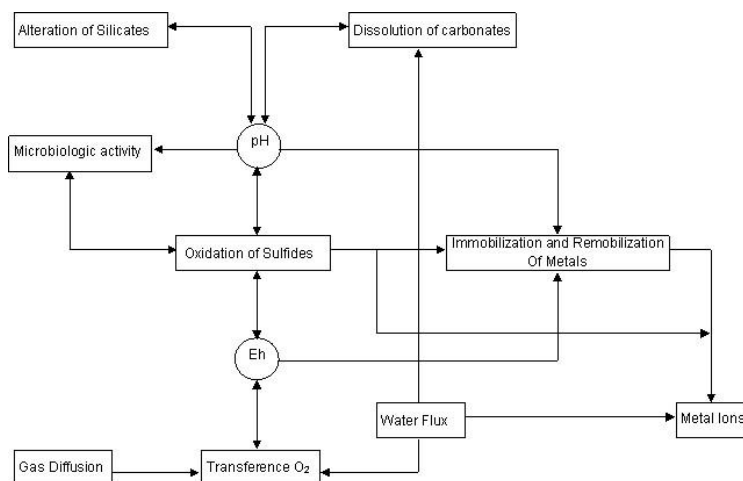 Alteration of Silicates
Dissolution of carbonates
pH
Microbiologic activity
Oxidation of Sulfides
Immobilization and Remobilization
Of Metals
Eh
Water Flux
Metal Ions
Gas Diffusion
Transference O₂